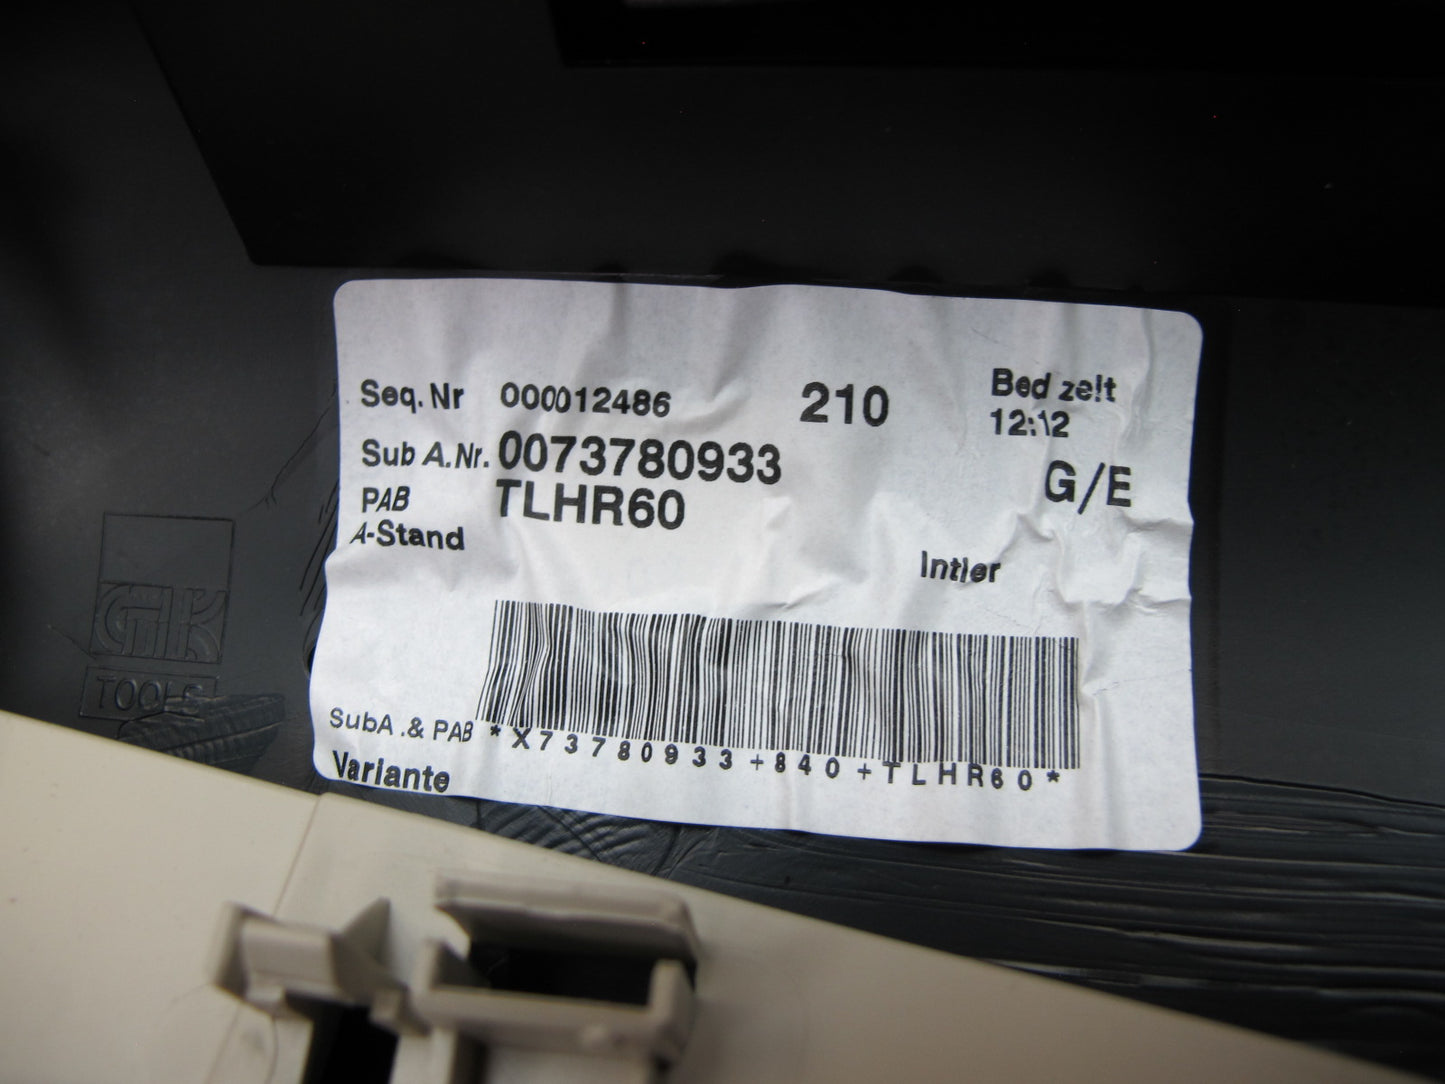 Seq. Nr 000012486 210 Bed zeit
12:12
Sub A. Nr. 0073780933 G/E
PAB TLHR60
A-Stand
Intier
SubA .& PAB *X73780933+840+TLHR60*
Variante
GHK
TOOLS